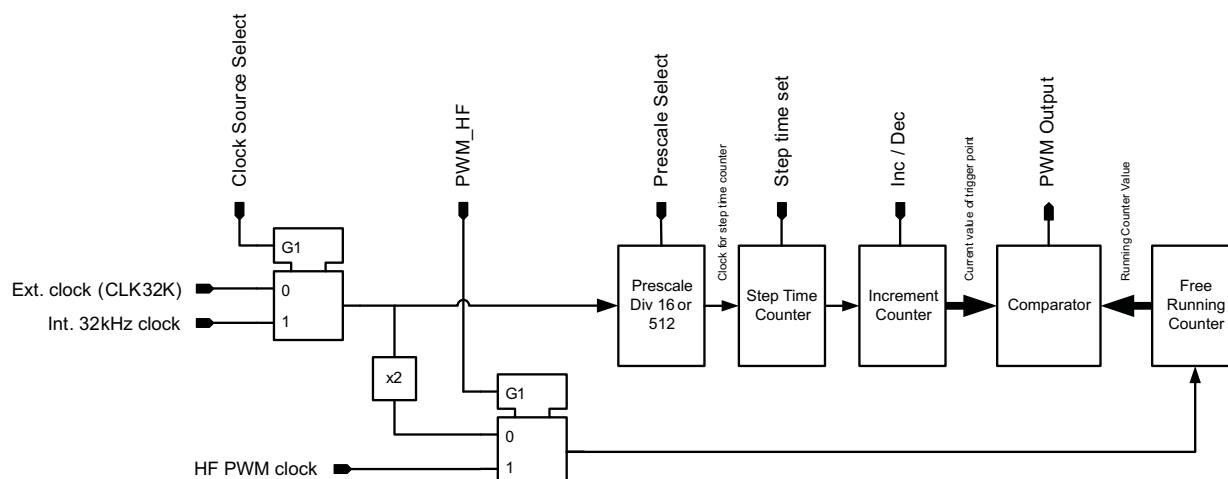 Clock Source Select
PWM_HF
Prescale Select
Clock for step time counter
Step time set
Inc / Dec
Current value of trigger point
PWM Output
Running Counter Value
G1
Ext. clock (CLK32K)
0
Int. 32kHz clock
1
Prescale
Div 16 or
512
Step Time
Counter
Increment
Counter
Comparator
Free
Running
Counter
x2
G1
0
HF PWM clock
1